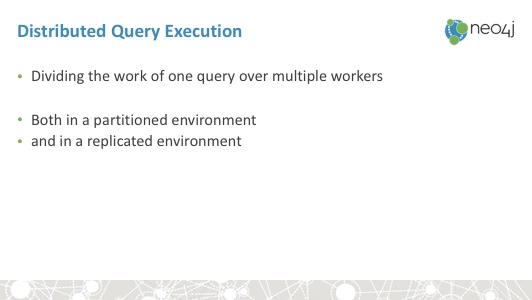 Distributed Query Execution
neo4j
• Dividing the work of one query over multiple workers
• Both in a partitioned environment
• and in a replicated environment